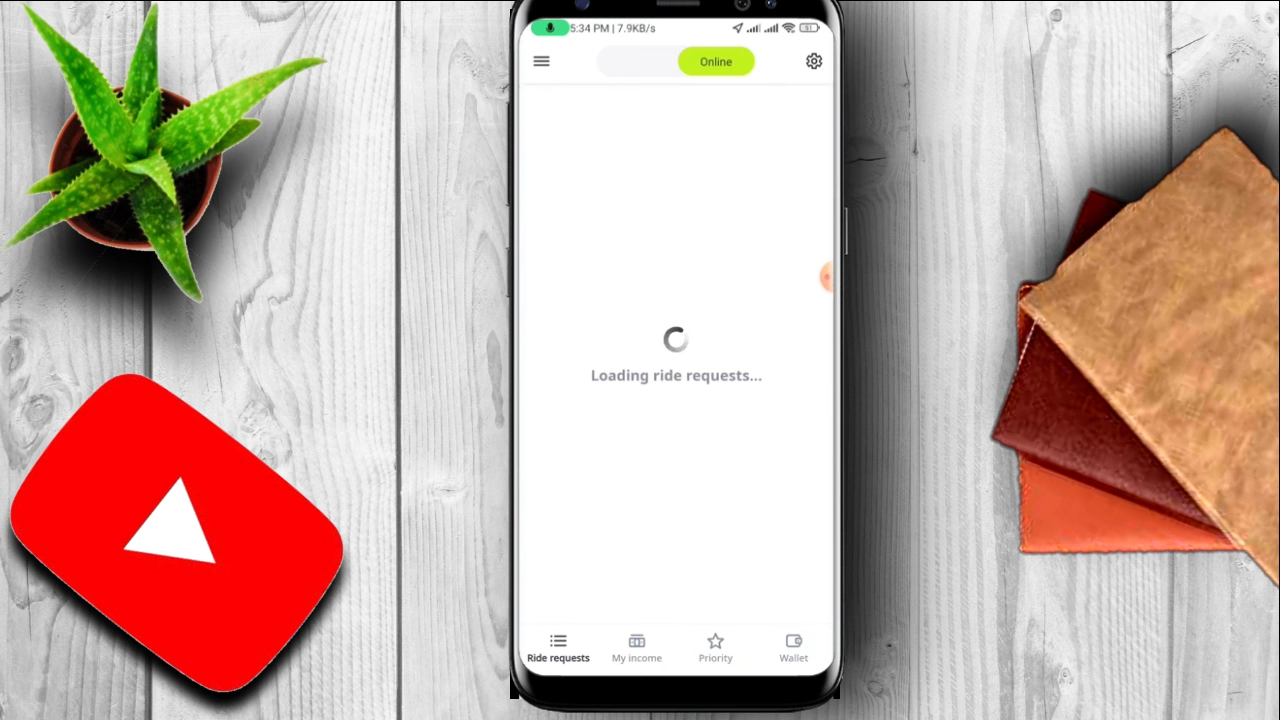 5:34 PM | 7.9KB/s
Online
Loading ride requests...
Ride requests
My income
Priority
Wallet